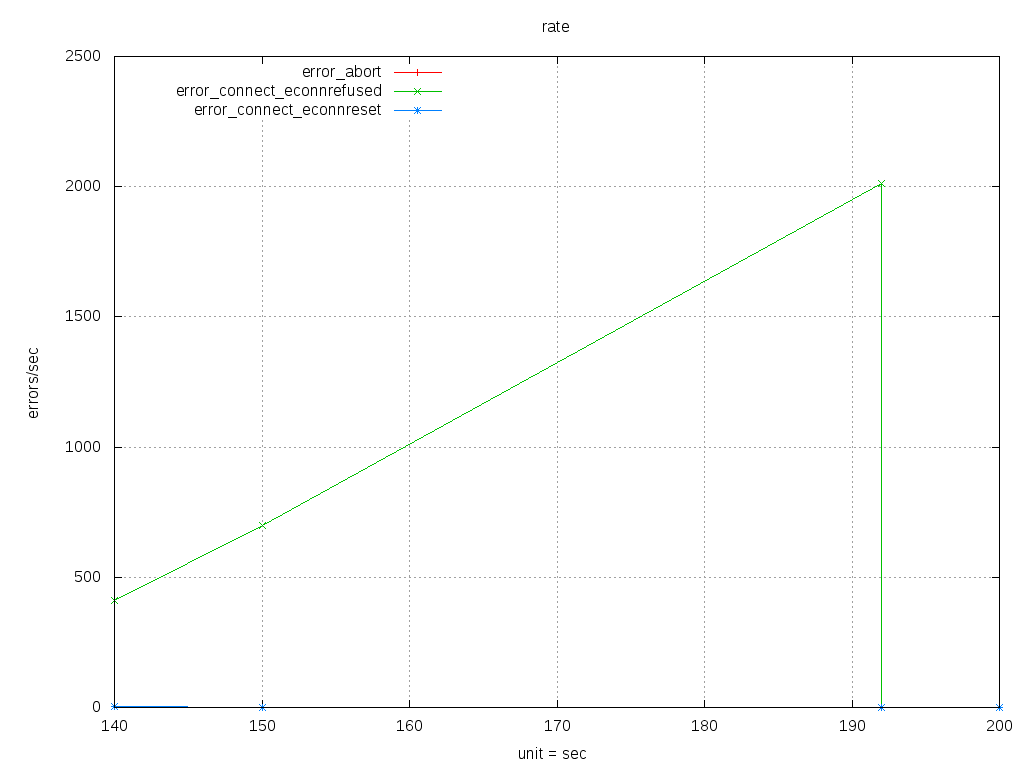 rate
2500
2000
1500
1000
500
0
errors/sec
error_abort
error_connect_econnrefused
error_connect_econnreset
140 150 160 170 180 190 200
unit = sec